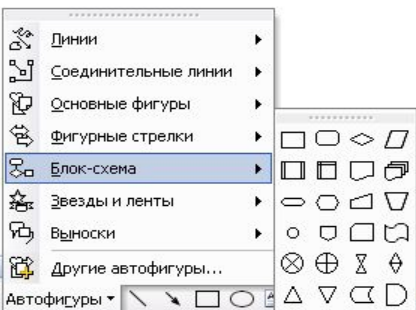 Линии
Соединительные линии
Основные фигуры
Фигурные стрелки
Блок-схема
Звезды и ленты
Выноски
Другие автофигуры...
Автофигуры